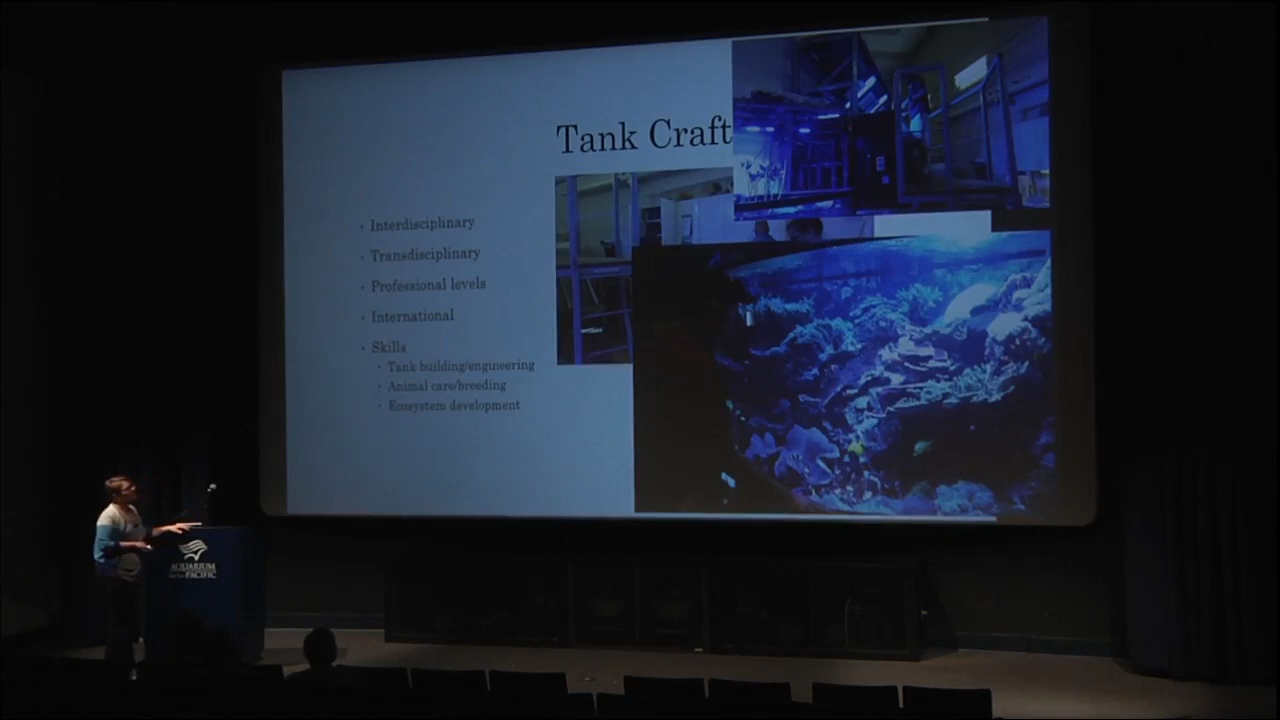 Tank Craft
Interdisciplinary
Transdisciplinary
Professional levels
International
Skills
Tank building/engineering
Animal care/breeding
Ecosystem development
AQUARIUM
PACIFIC